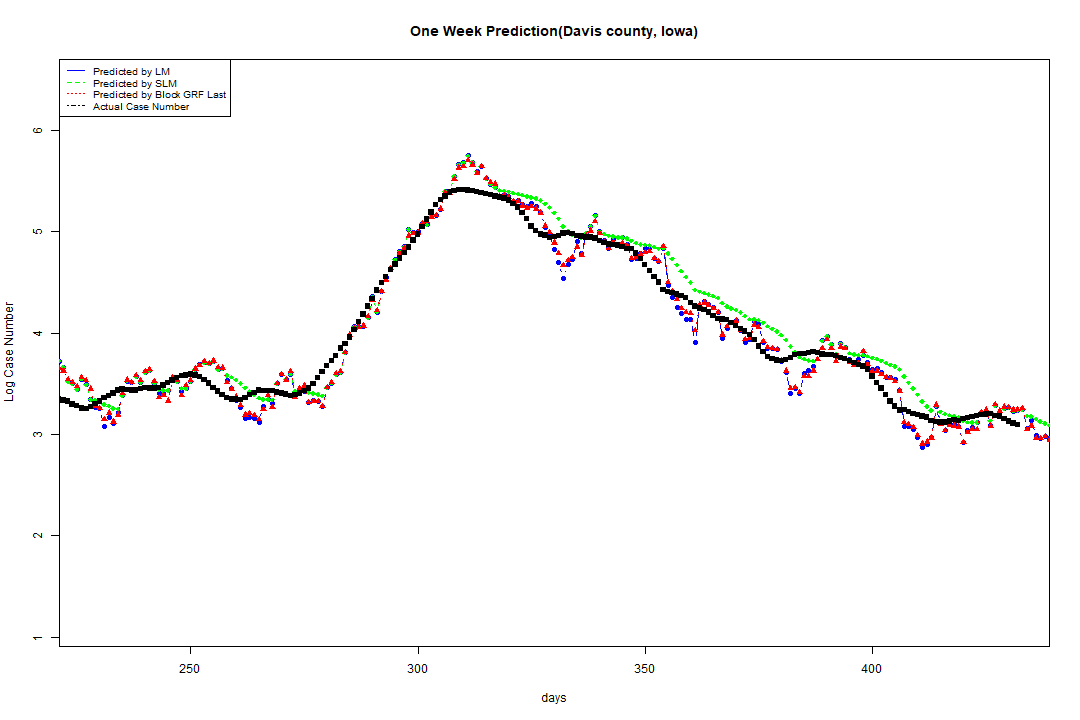 One Week Prediction(Davis county, Iowa)
Predicted by LM
Predicted by SLM
Predicted by Block GRF Last
Actual Case Number
Log Case Number
6
5
4
3
2
1
250
300
350
400
days